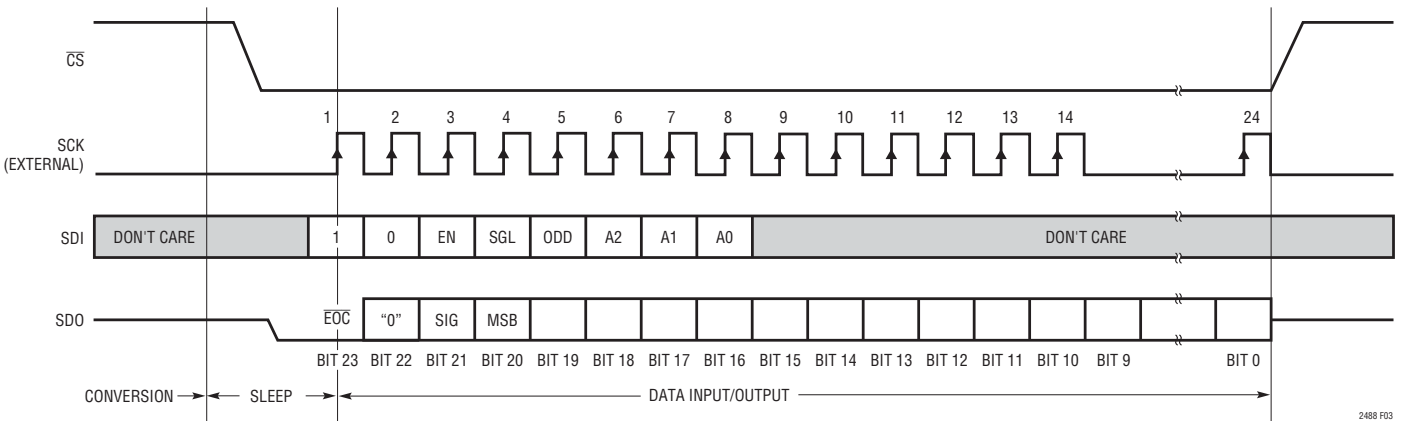 CS
1 2 3 4 5 6 7 8 9 10 11 12 13 14 24
SCK
(EXTERNAL)
SDI DON'T CARE 1 0 EN SGL ODD A2 A1 A0 DON'T CARE
SDO EOC "0" SIG MSB
BIT 23 BIT 22 BIT 21 BIT 20 BIT 19 BIT 18 BIT 17 BIT 16 BIT 15 BIT 14 BIT 13 BIT 12 BIT 11 BIT 10 BIT 9 BIT 0
CONVERSION SLEEP DATA INPUT/OUTPUT
2488 F03